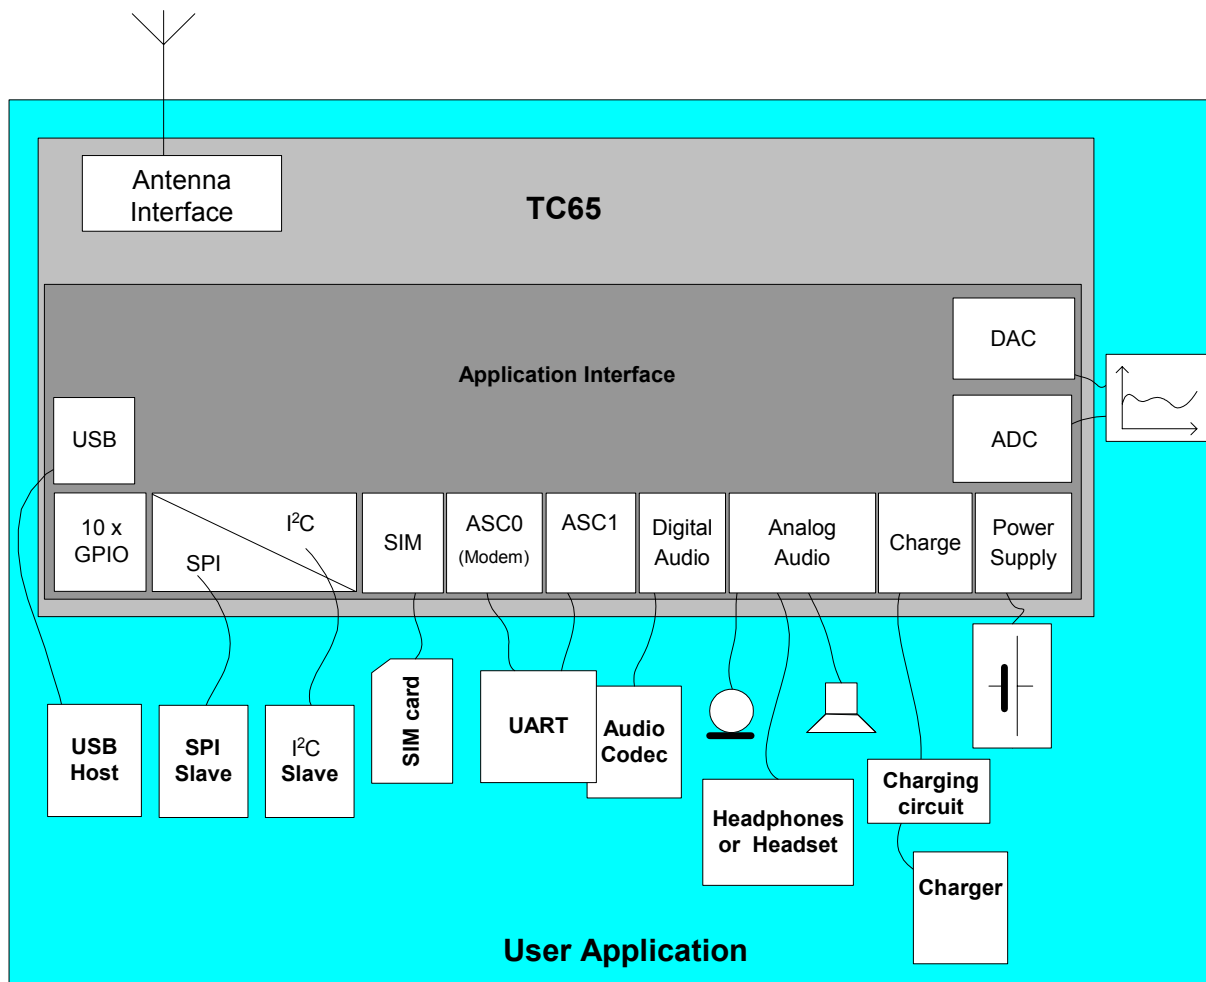 Antenna
Interface
TC65
DAC
Application Interface
USB
ADC
10 x
GPIO
SPI
I²C
SIM
ASC0
(Modem)
ASC1
Digital
Audio
Analog
Audio
Charge
Power
Supply
USB
Host
SPI
Slave
I²C
Slave
SIM card
UART
Audio
Codec
Headphones
or Headset
Charging
circuit
Charger
User Application